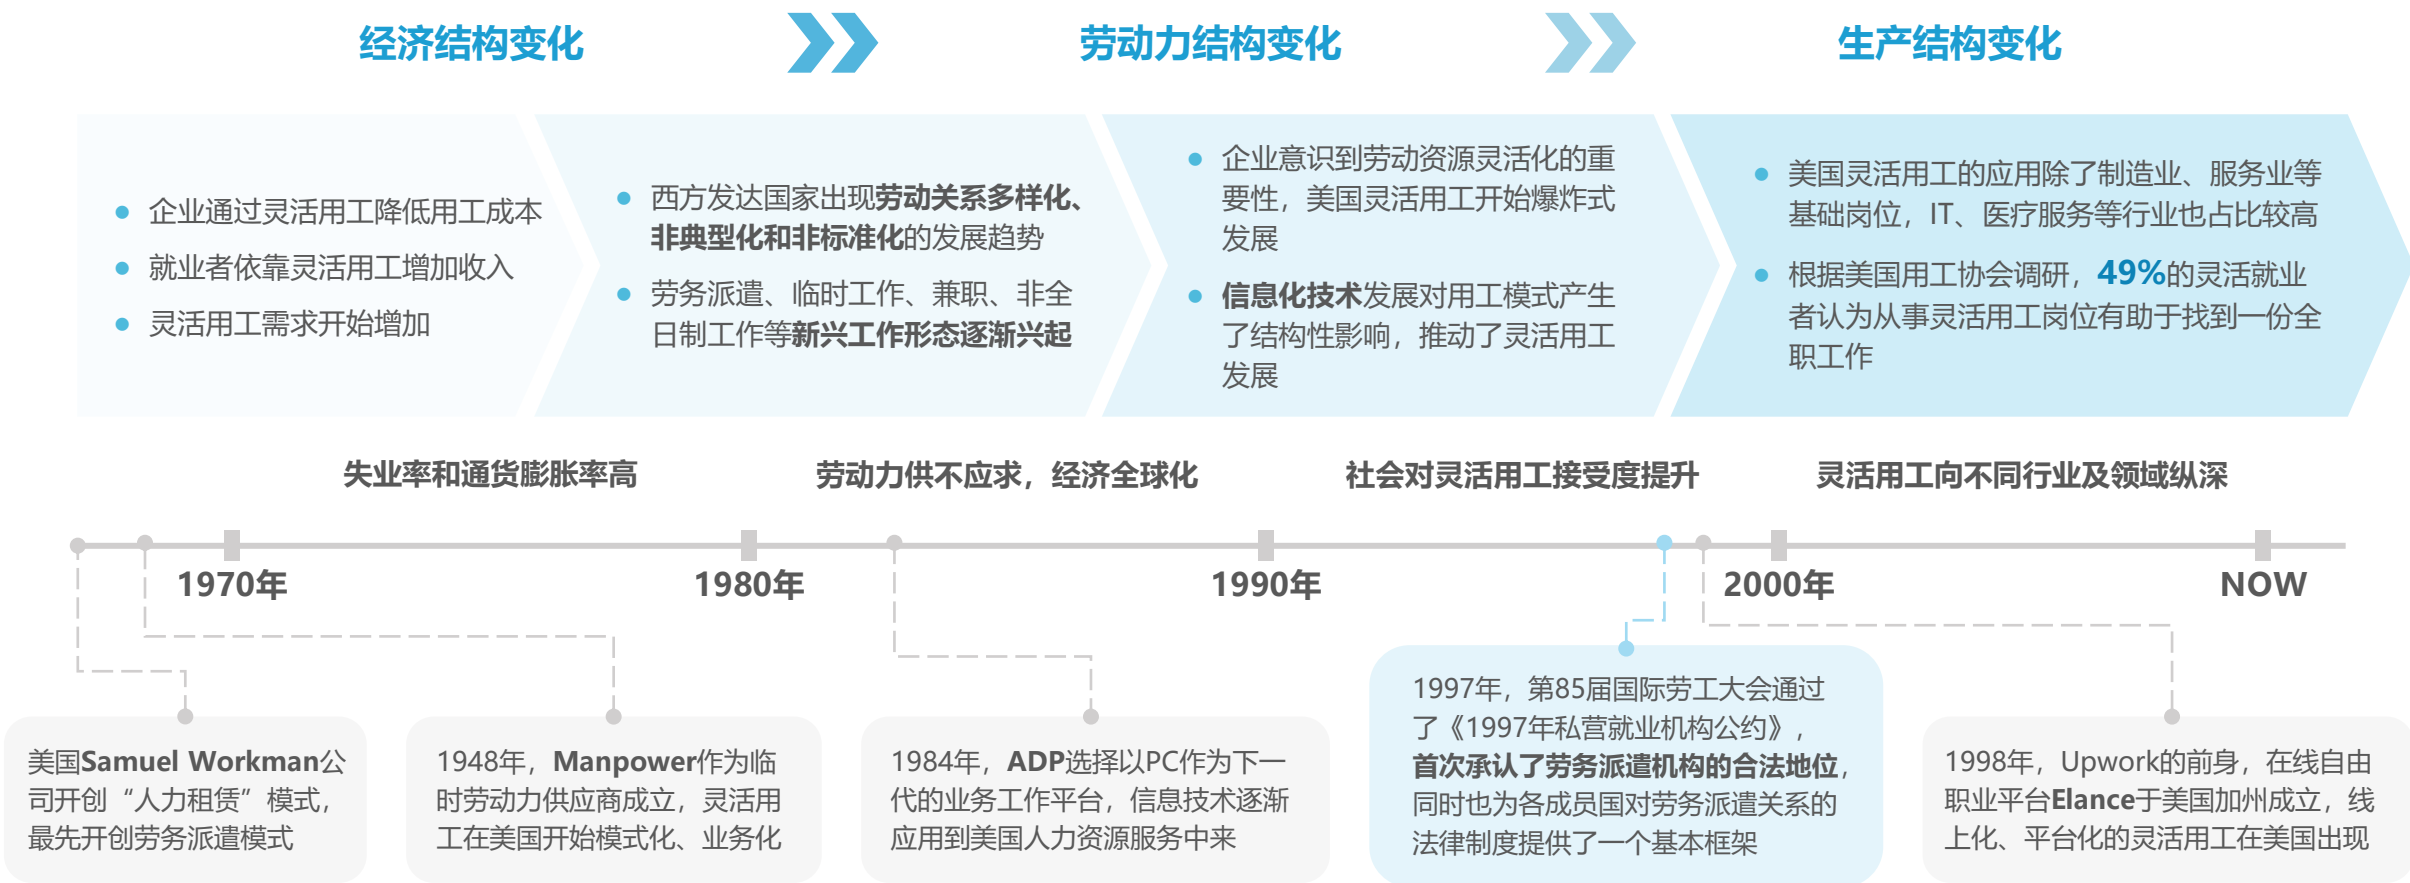 经济结构变化
劳动力结构变化
生产结构变化
企业通过灵活用工降低用工成本
就业者依靠灵活用工增加收入
灵活用工需求开始增加
西方发达国家出现劳动关系多样化、
非典型化和非标准化的发展趋势
劳务派遣、临时工作、兼职、非全
日制工作等新兴工作形态逐渐兴起
企业意识到劳动资源灵活化的重
要性，美国灵活用工开始爆炸式
发展
信息化技术发展对用工模式产生
了结构性影响，推动了灵活用工
发展
美国灵活用工的应用除了制造业、服务业等
基础岗位，IT、医疗服务等行业也占比较高
根据美国用工协会调研，49%的灵活就业
者认为从事灵活用工岗位有助于找到一份全
职工作
失业率和通货膨胀率高
劳动力供不应求，经济全球化
社会对灵活用工接受度提升
灵活用工向不同行业及领域纵深
1970年
1980年
1990年
2000年
NOW
美国Samuel Workman公
司开创“人力租赁”模式，
最先开创劳务派遣模式
1948年，Manpower作为临
时劳动力供应商成立，灵活用
工在美国开始模式化、业务化
1984年，ADP选择以PC作为下一
代的业务工作平台，信息技术逐渐
应用到美国人力资源服务中来
1997年，第85届国际劳工大会通过
了《1997年私营就业机构公约》，
首次承认了劳务派遣机构的合法地位，
同时也为各成员国对劳务派遣关系的
法律制度提供了一个基本框架
1998年，Upwork的前身，在线自由
职业平台Elance于美国加州成立，线
上化、平台化的灵活用工在美国出现